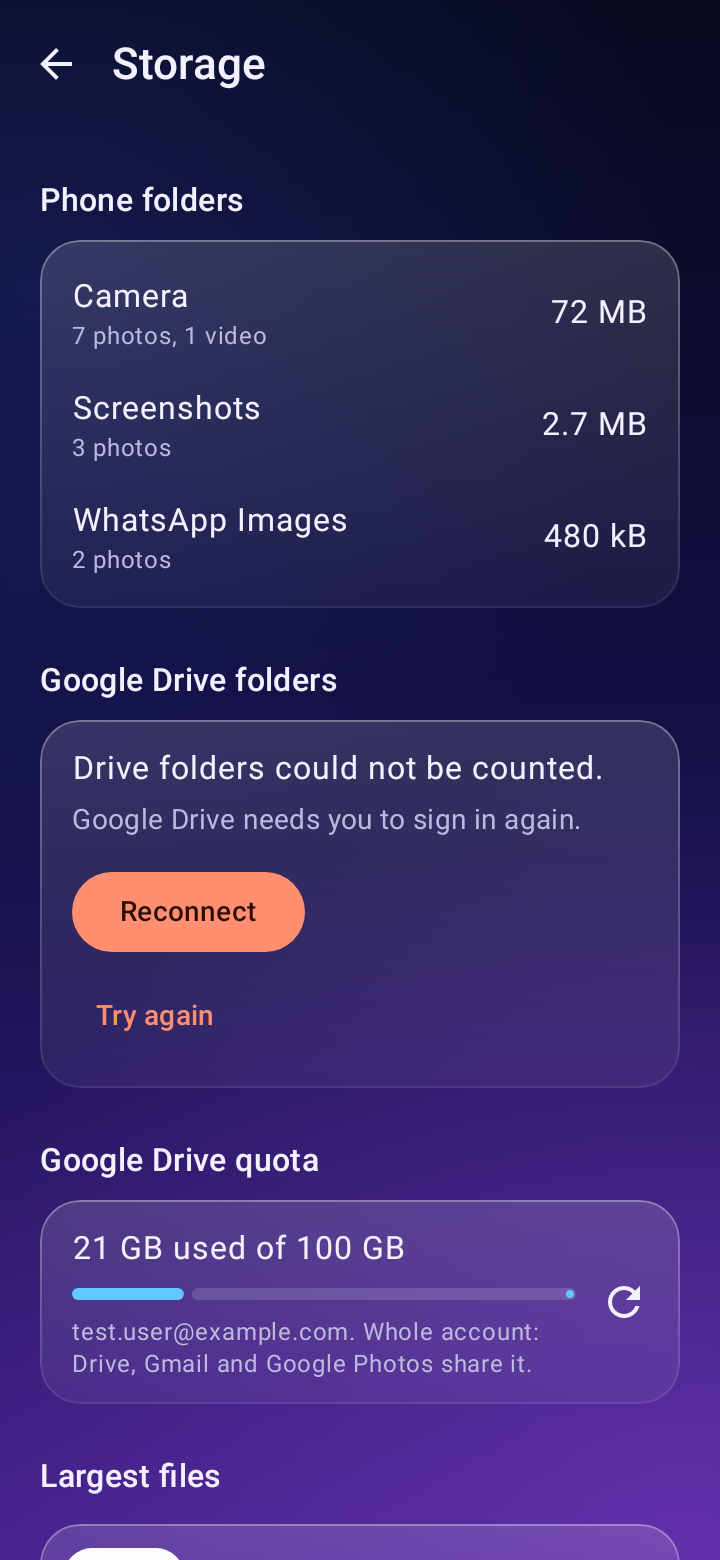 Storage
Phone folders
Camera
7 photos, 1 video
72 MB
Screenshots
3 photos
2.7 MB
WhatsApp Images
2 photos
480 kB
Google Drive folders
Drive folders could not be counted.
Google Drive needs you to sign in again.
Reconnect
Try again
Google Drive quota
21 GB used of 100 GB
test.user@example.com. Whole account:
Drive, Gmail and Google Photos share it.
Largest files